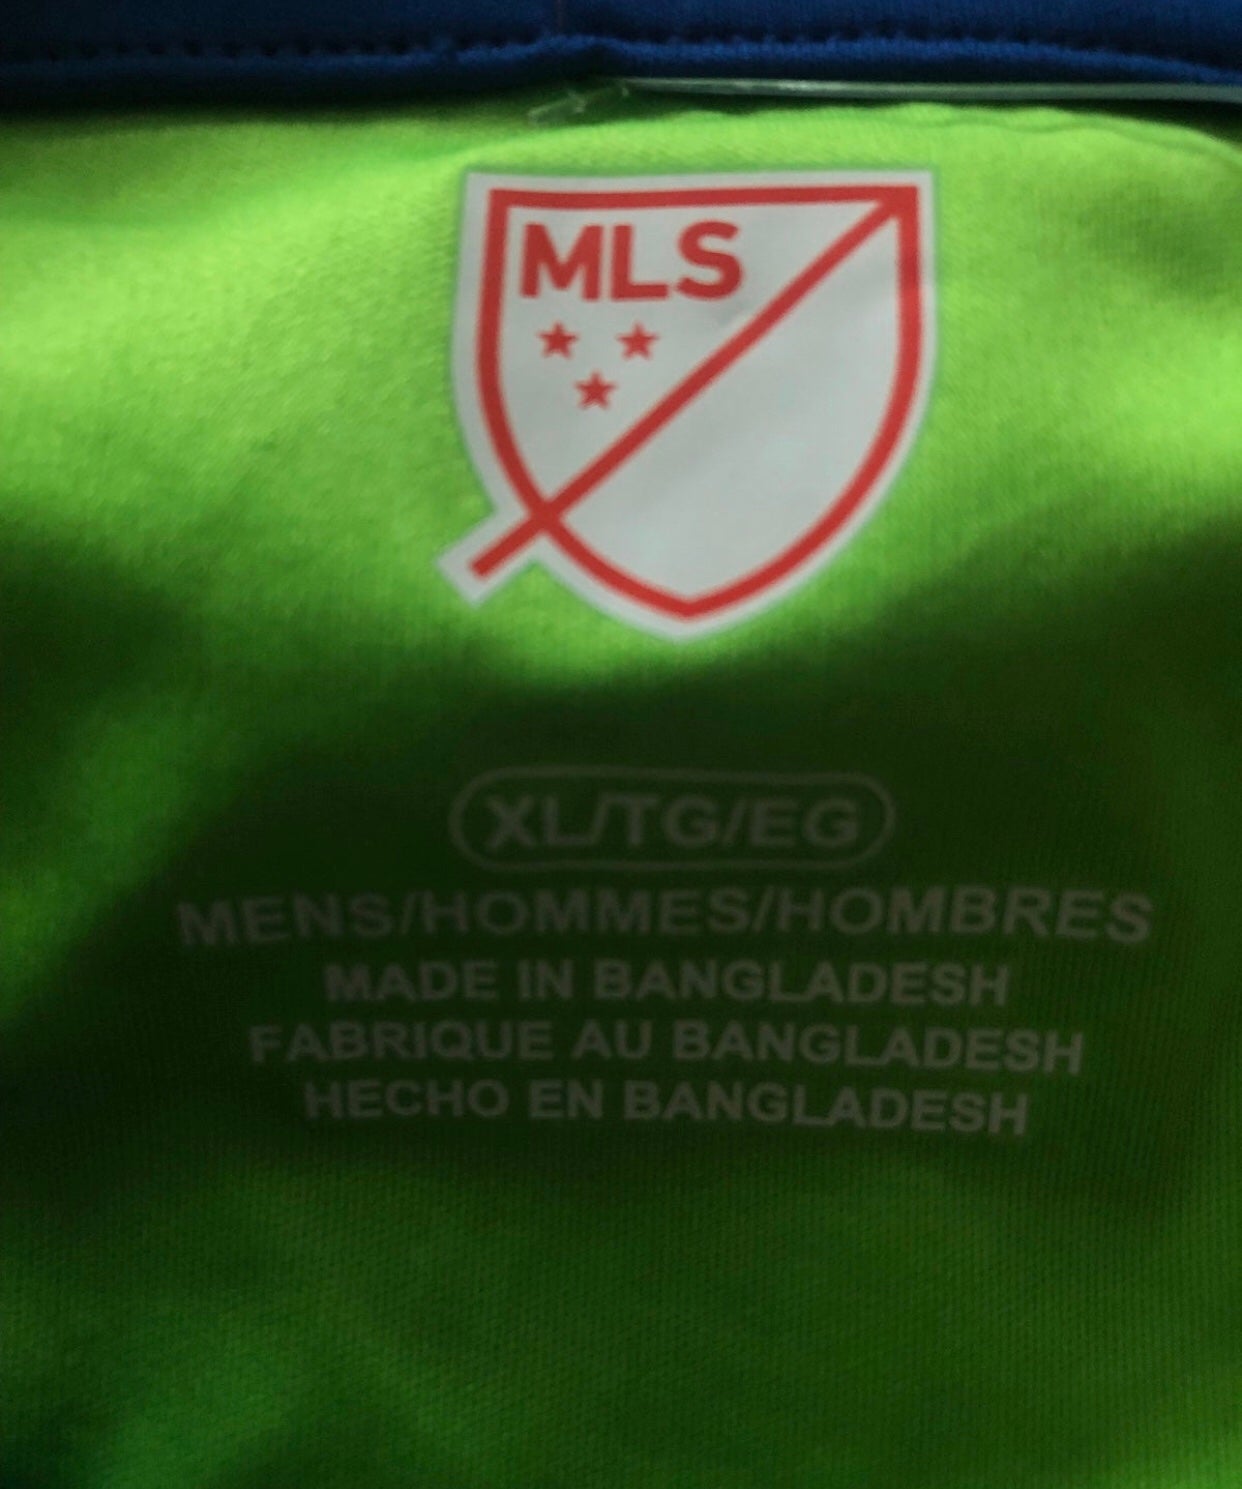 MLS
XL/TG/EG
MENS/HOMMES/HOMBRES
MADE IN BANGLADESH
FABRIQUE AU BANGLADESH
HECHO EN BANGLADESH